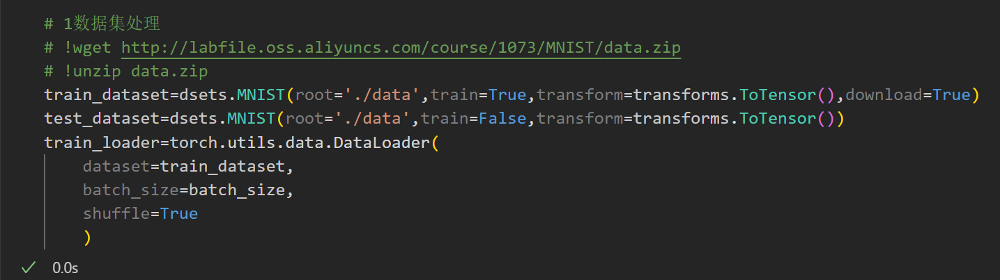 # 1数据集处理
# !wget http://labfile.oss.aliyuncs.com/course/1073/MNIST/data.zip
# !unzip data.zip
train_dataset=dsets.MNIST(root='./data',train=True,transform=transforms.ToTensor(),download=True)
test_dataset=dsets.MNIST(root='./data',train=False,transform=transforms.ToTensor())
train_loader=torch.utils.data.DataLoader(
    dataset=train_dataset,
    batch_size=batch_size,
    shuffle=True
    )
0.0s